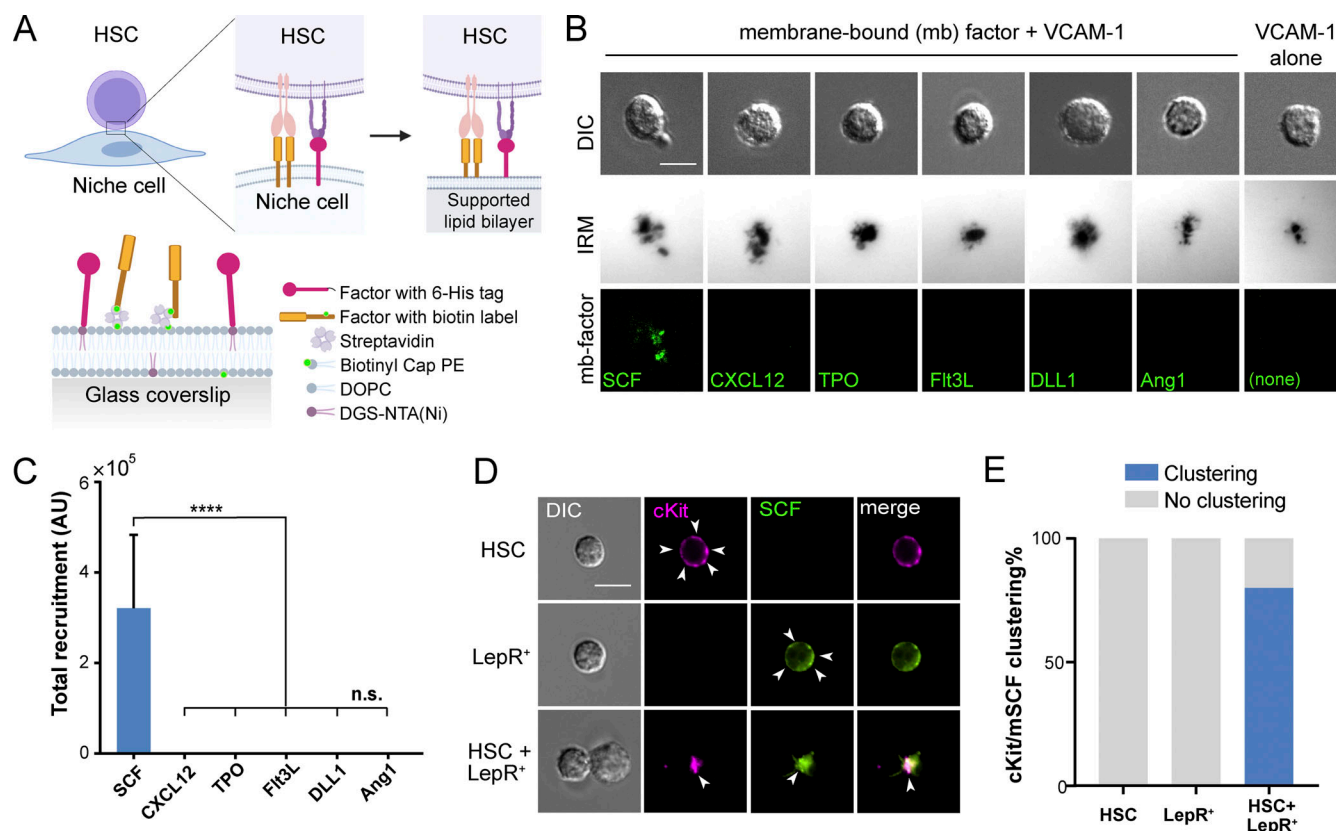 A
HSC
HSC
HSC
Niche cell
Niche cell
Supported
lipid bilayer
Factor with 6-His tag
Factor with biotin label
Streptavidin
Biotinyl Cap PE
DOPC
DGS-NTA(Ni)
Glass coverslip
B
membrane-bound (mb) factor + VCAM-1
VCAM-1
alone
DIC
IRM
mb-factor
SCF
CXCL12
TPO
Flt3L
DLL1
Ang1
(none)
C
×10⁵
Total recruitment (AU)
6
4
2
0
****
n.s.
SCF
CXCL12
TPO
Flt3L
DLL1
Ang1
D
DIC
cKit
SCF
merge
HSC
LepR⁺
HSC +
LepR⁺
E
Clustering
No clustering
cKit/mSCF clustering%
100
50
0
HSC
LepR⁺
HSC+
LepR⁺